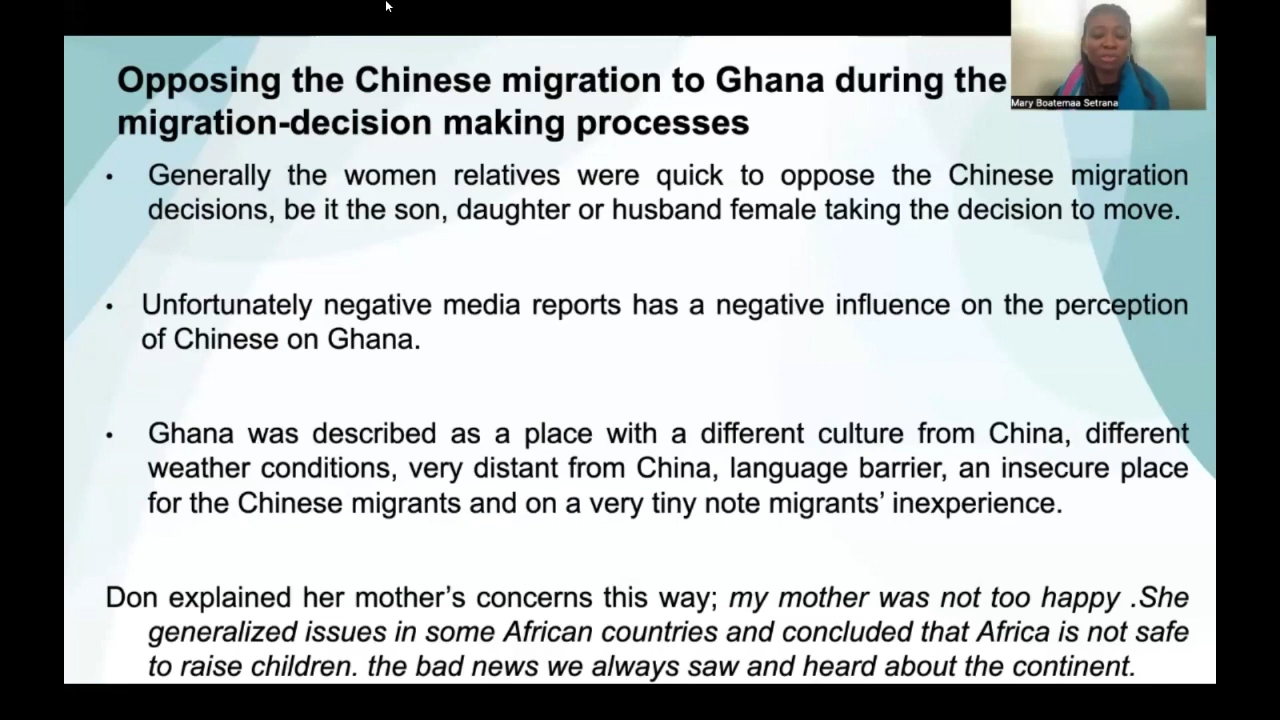 Opposing the Chinese migration to Ghana during the
migration-decision making processes
Mary Boatemaa Setrana
• Generally the women relatives were quick to oppose the Chinese migration
decisions, be it the son, daughter or husband female taking the decision to move.
• Unfortunately negative media reports has a negative influence on the perception
of Chinese on Ghana.
• Ghana was described as a place with a different culture from China, different
weather conditions, very distant from China, language barrier, an insecure place
for the Chinese migrants and on a very tiny note migrants’ inexperience.
Don explained her mother’s concerns this way; my mother was not too happy .She
generalized issues in some African countries and concluded that Africa is not safe
to raise children. the bad news we always saw and heard about the continent.